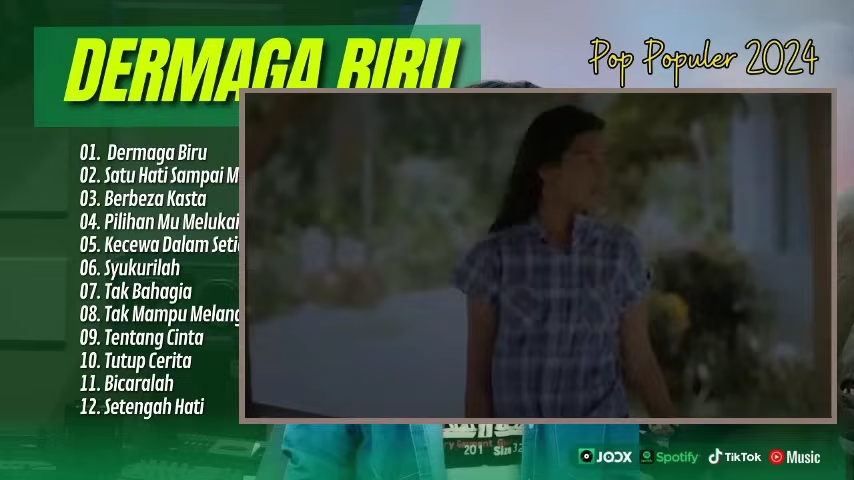 DERMAGA BIRU
Pop Populer 2024
01. Dermaga Biru
02. Satu Hati Sampai M
03. Berbeza Kasta
04. Pilihan Mu Melukai
05. Kecewa Dalam Seti
06. Syukurilah
07. Tak Bahagia
08. Tak Mampu Melang
09. Tentang Cinta
10. Tutup Cerita
11. Bicaralah
12. Setengah Hati
201
JOOX Spotify TikTok Music